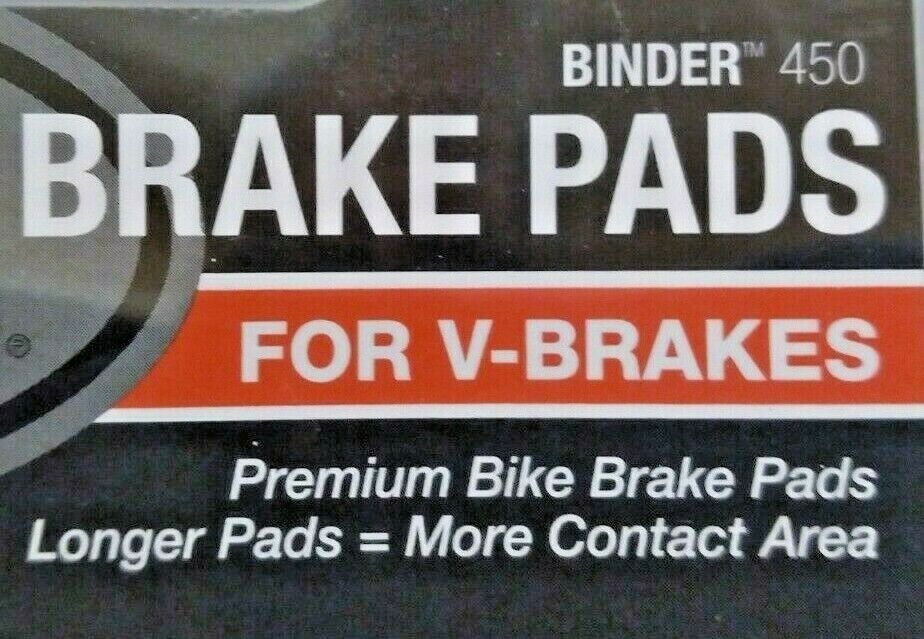 BINDER™ 450
BRAKE PADS
FOR V-BRAKES
Premium Bike Brake Pads
Longer Pads = More Contact Area